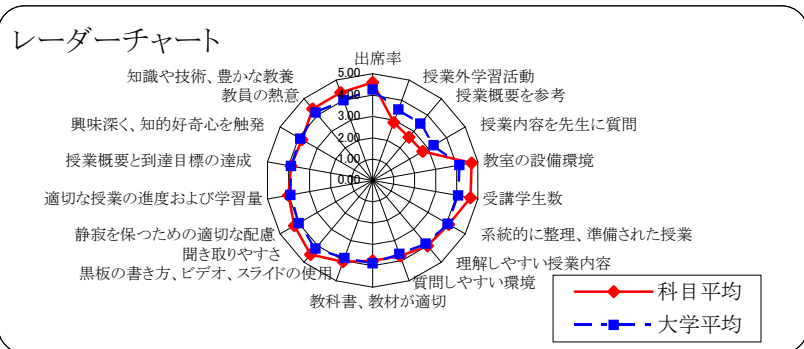 レーダーチャート
出席率
授業外学習活動
授業概要を参考
授業内容を先生に質問
教室の設備環境
受講学生数
系統的に整理、準備された授業
理解しやすい授業内容
質問しやすい環境
教科書、教材が適切
黒板の書き方、ビデオ、スライドの使用
聞き取りやすさ
静寂を保つための適切な配慮
適切な授業の進度および学習量
授業概要と到達目標の達成
興味深く、知的好奇心を触発
教員の熱意
知識や技術、豊かな教養
5.00
4.00
3.00
2.00
1.00
0.00
科目平均
大学平均